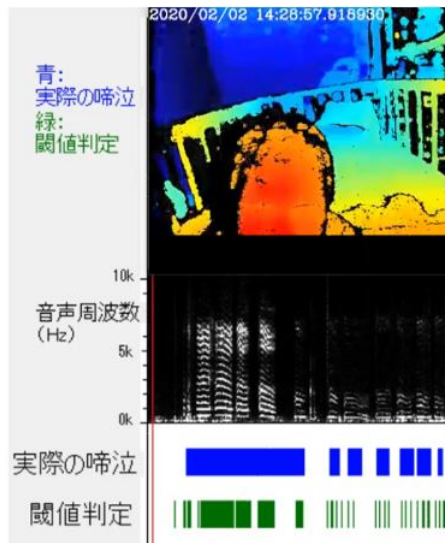 2020/02/02 14:28:57.918930
青:
実際の啼泣
緑:
閾値判定
10k
音声周波数
(Hz)
5k
0k
実際の啼泣
閾値判定